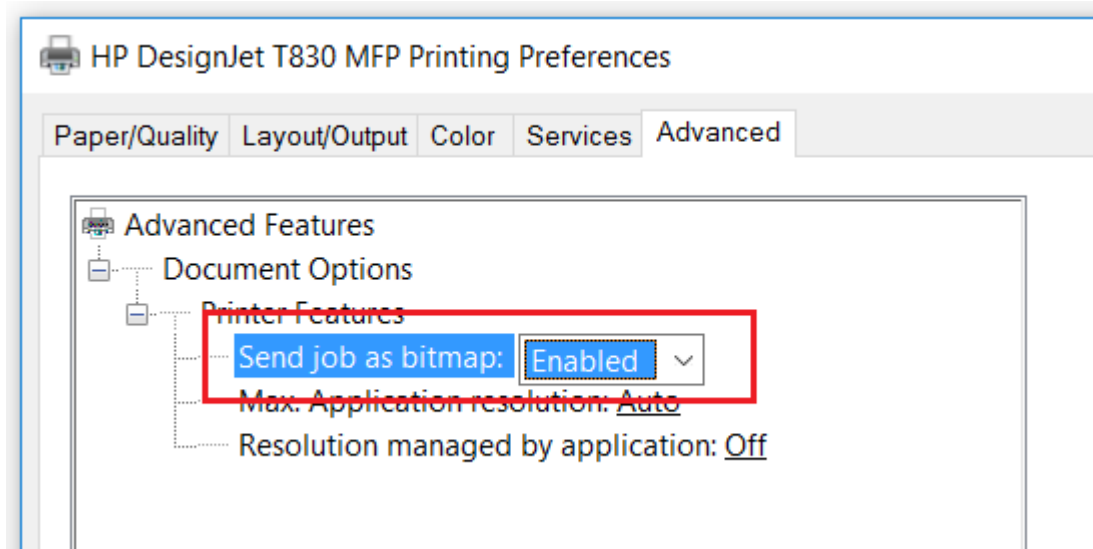 HP DesignJet T830 MFP Printing Preferences
Paper/Quality Layout/Output Color Services Advanced
Advanced Features
Document Options
Printer Features
Send job as bitmap: Enabled
Max. Application resolution: Auto
Resolution managed by application: Off